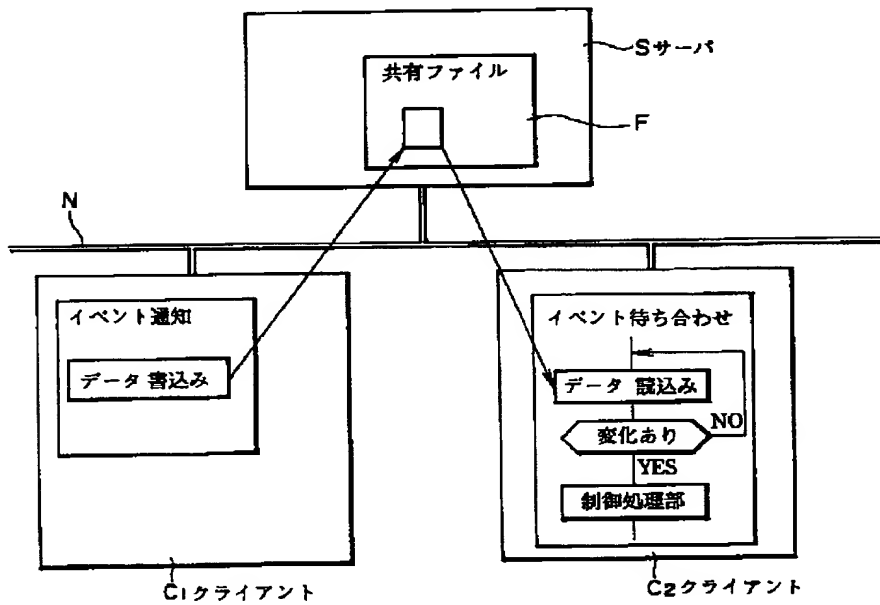 Sサーバ
共有ファイル
F
N
イベント通知
データ書込み
イベント待ち合わせ
データ 読込み
変化あり
NO
YES
制御処理部
C1クライアント
C2クライアント